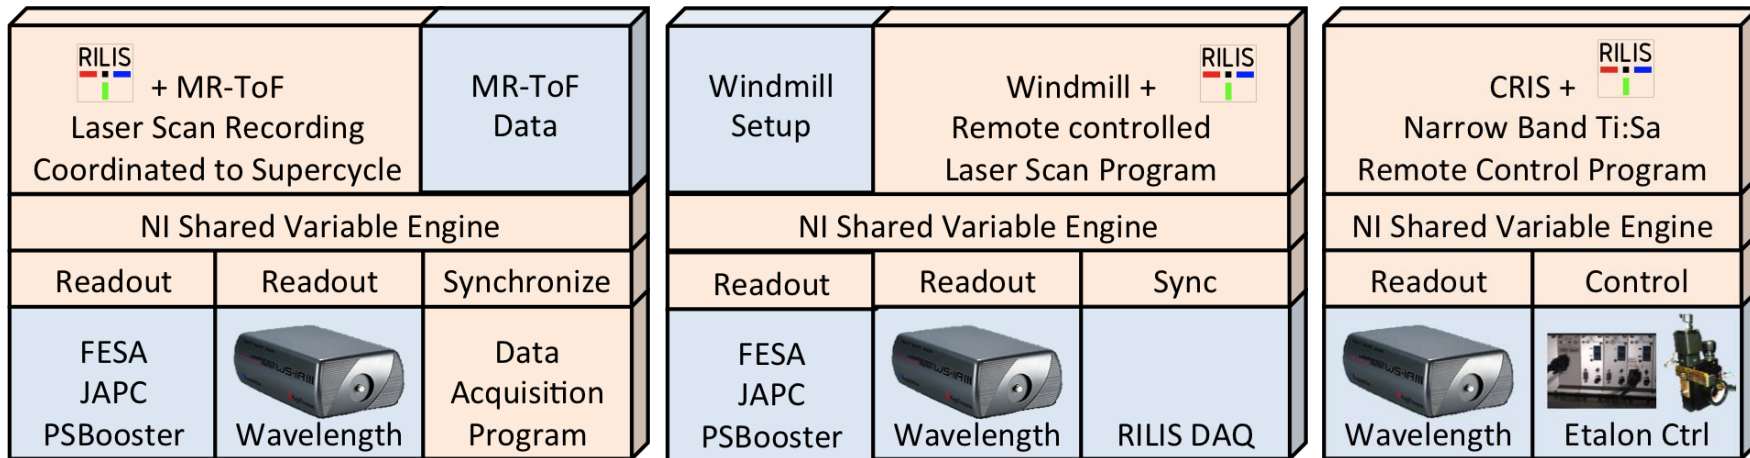 RILIS
+ MR-ToF
Laser Scan Recording
Coordinated to Supercycle
MR-ToF
Data
NI Shared Variable Engine
Readout
Readout
Synchronize
FESA
JAPC
PSBooster
Wavelength
Data
Acquisition
Program
Windmill
Setup
Windmill +
RILIS
Remote controlled
Laser Scan Program
NI Shared Variable Engine
Readout
Readout
Sync
FESA
JAPC
PSBooster
Wavelength
RILIS DAQ
CRIS +
RILIS
Narrow Band Ti:Sa
Remote Control Program
NI Shared Variable Engine
Readout
Control
Wavelength
Etalon Ctrl